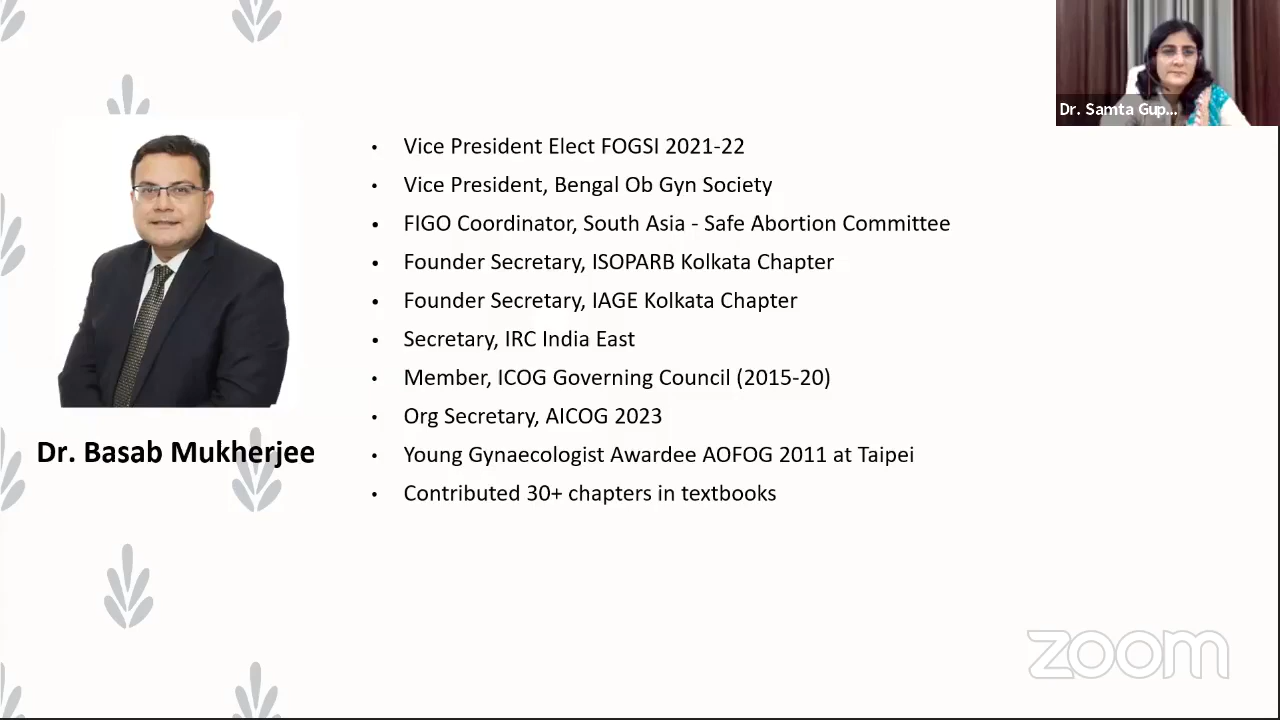 Dr. Samta Gup...
• Vice President Elect FOGSI 2021-22
• Vice President, Bengal Ob Gyn Society
• FIGO Coordinator, South Asia - Safe Abortion Committee
• Founder Secretary, ISOPARB Kolkata Chapter
• Founder Secretary, IAGE Kolkata Chapter
• Secretary, IRC India East
• Member, ICOG Governing Council (2015-20)
• Org Secretary, AICOG 2023
• Young Gynaecologist Awardee AOFOG 2011 at Taipei
• Contributed 30+ chapters in textbooks
Dr. Basab Mukherjee
zoom